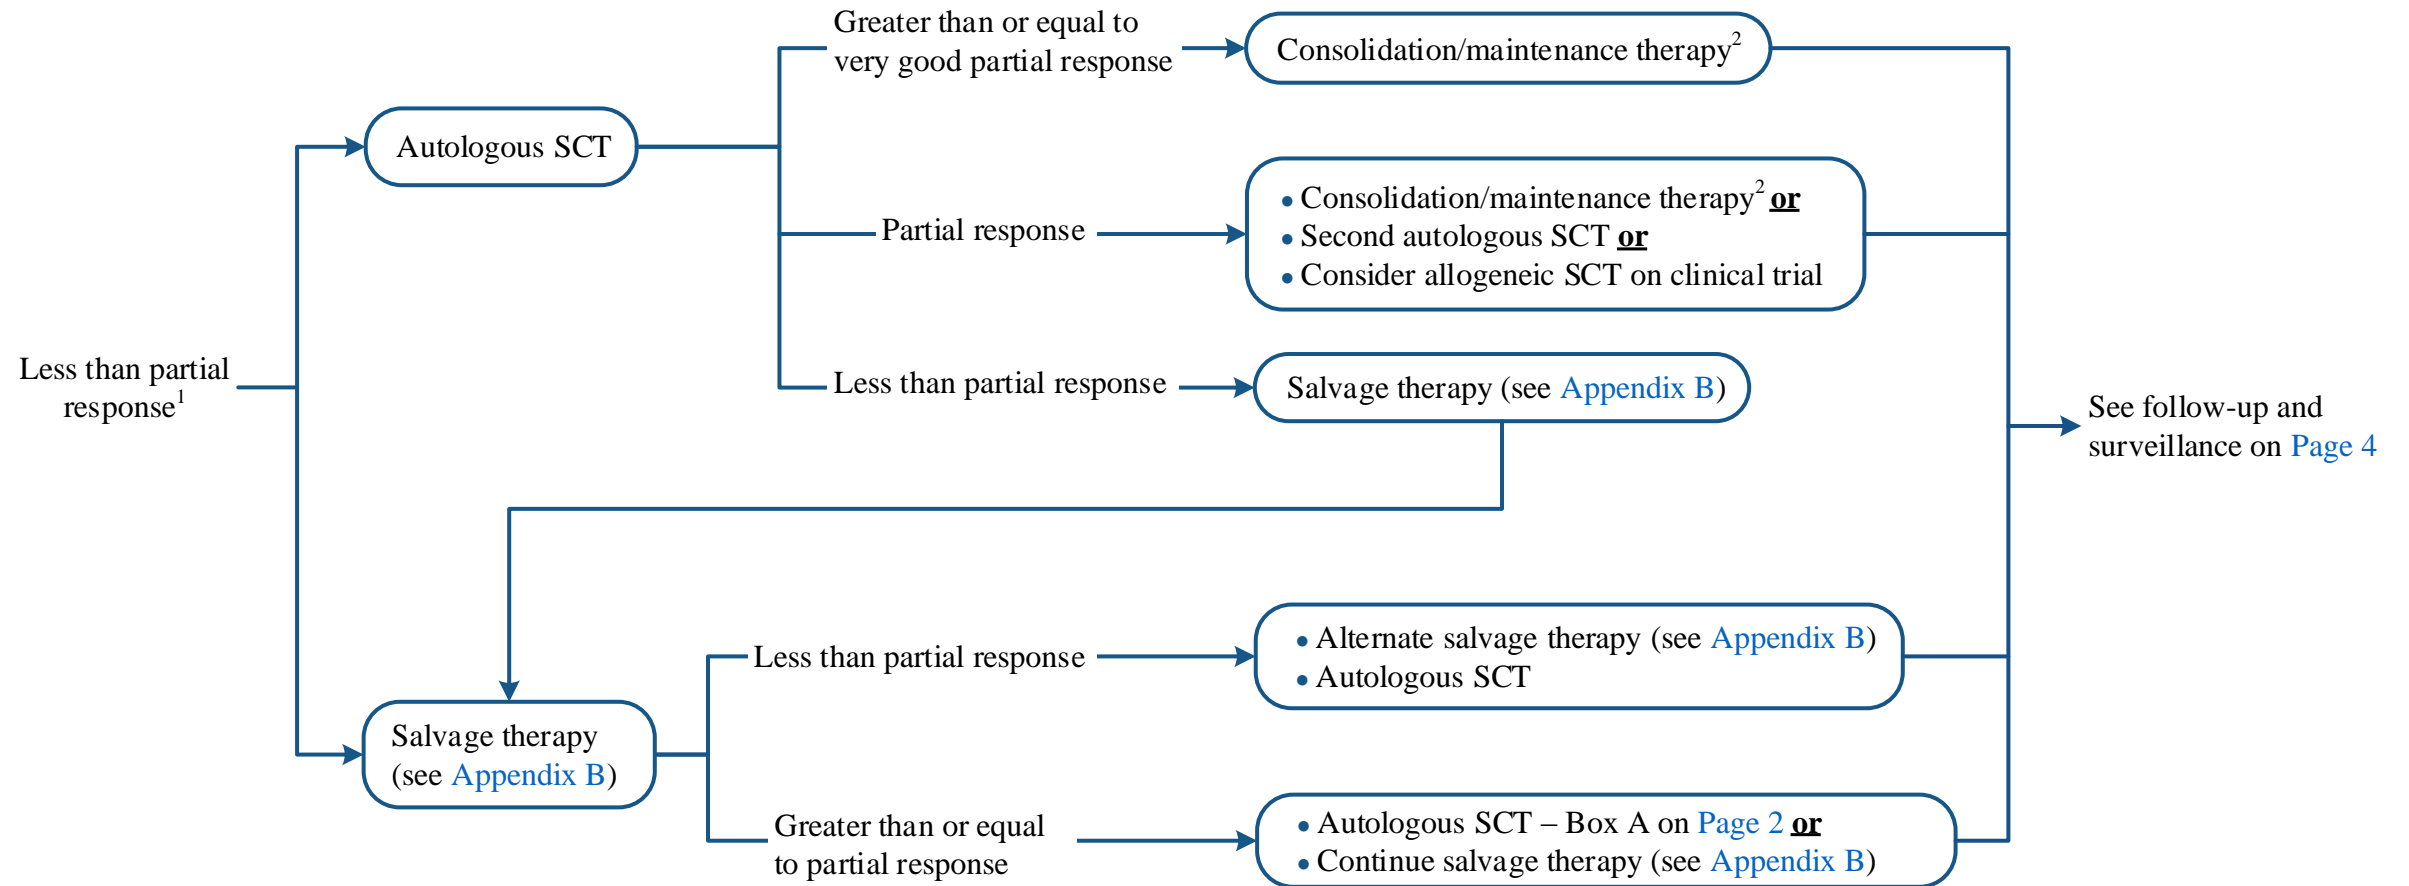 Greater than or equal to
very good partial response
Consolidation/maintenance therapy2
Autologous SCT
Partial response
• Consolidation/maintenance therapy2 or
• Second autologous SCT or
• Consider allogeneic SCT on clinical trial
Less than partial
response1
Less than partial response
Salvage therapy (see Appendix B)
See follow-up and
surveillance on Page 4
Less than partial response
• Alternate salvage therapy (see Appendix B)
• Autologous SCT
Salvage therapy
(see Appendix B)
Greater than or equal
to partial response
• Autologous SCT – Box A on Page 2 or
• Continue salvage therapy (see Appendix B)